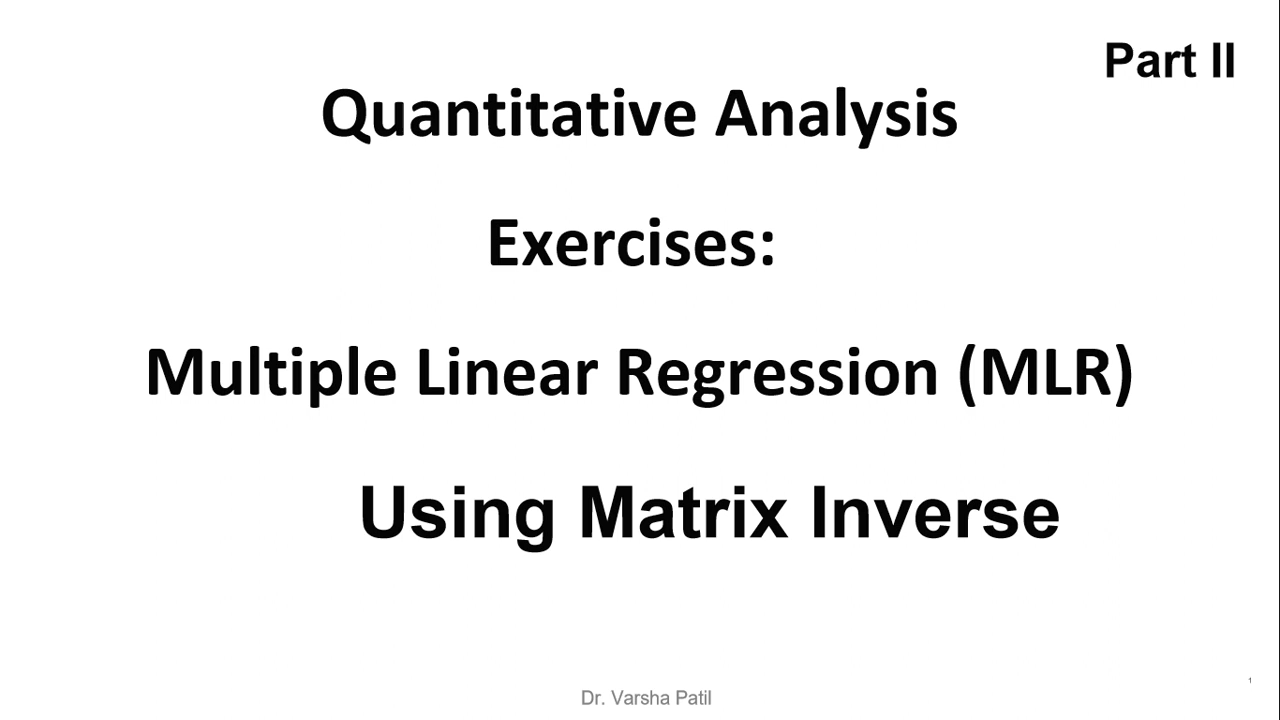 Part II
Quantitative Analysis
Exercises:
Multiple Linear Regression (MLR)
Using Matrix Inverse
Dr. Varsha Patil
1